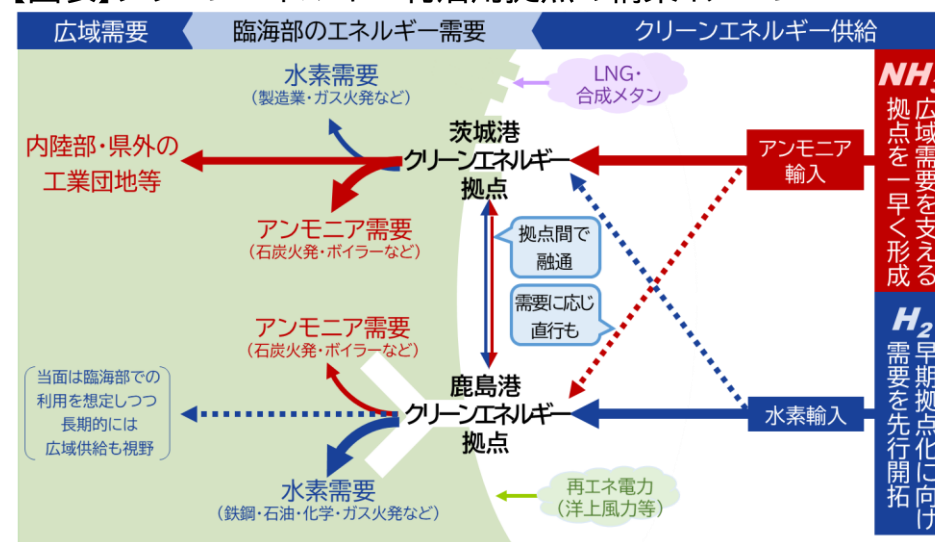 広域需要
臨海部のエネルギー需要
クリーンエネルギー供給
水素需要
(製造業・ガス火発など)
LNG・
合成メタン
内陸部・県外の
工業団地等
茨城港
クリーンエネルギー
拠点
アンモニア
輸入
NH3
広域需要を支える
拠点を一早く形成
アンモニア需要
(石炭火発・ボイラーなど)
拠点間で
融通
需要に応じ
直行も
アンモニア需要
(石炭火発・ボイラーなど)
当面は臨海部での
利用を想定しつつ
長期的には
広域供給も視野
鹿島港
クリーンエネルギー
拠点
水素輸入
H2
早期拠点化に向け
需要を先行開拓
水素需要
(鉄鋼・石油・化学・ガス火発など)
再エネ電力
(洋上風力等)